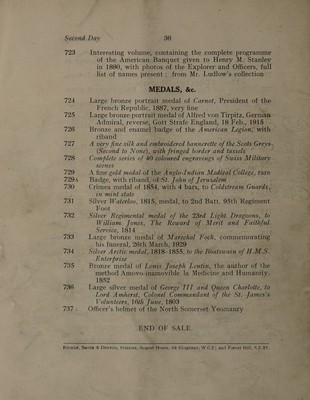 Second Day 36
723 Interesting volume, containing the complete programme
of the American Banquet given to Henry M. Stanley
in 1890, with photos of the Explorer and Officers, full
list of names present; from Mr. Ludlow's collection
MEDALS, &c.
724 Large bronze portrait medal of Carnot, President of the
French Republic, 1887, very fine
725 Large bronze portrait medal of Alfred von Tirpitz, German
Admiral, reverse, Gott Strafe England, 18 Feb., 1915
726 Bronze and enamel badge of the American Legion; with
riband
727 A very fine silk and embroidered bannerette of the Scots Greys
(Second to None), with fringed border and tassels
728 Complete series of 40 coloured engravings of Swiss Military
scenes
729 A fine gold medal of the Anglo-Indian Medical College, rare
729A Badge, with riband, of St. John of Jerusalem
730 Crimea medal of 1854, with 4 bars, to Coldstream Guards,
in mint state
731 Silver Waterloo, 1815, medal, to 2nd Batt. 95th Regiment
Foot
732 Silver Regimental medal of the 23rd Light Dragoons, to
William Jones, The Reward of Merit and Faithful
Service, 1814
733 Large bronze medal of Marechal Foch, commemorating
his funeral, 26th March, 1929
734 Silver Arctic medal, 1818-1855, to the Boatswain of H.M.S.
Enterprise
735 Bronze medal of Louis Joseph Lentin, the author of the
method Amovo-inamovible la Medicine and Humanity,
1852
736 Large silver medal of George III and Queen Charlotte, to
Lord Amherst, Colonel Commandant of the St. James's
Volunteers, 10th June, 1803
737 Officer's helmet of the North Somerset Yeomanry
END OF SALE.